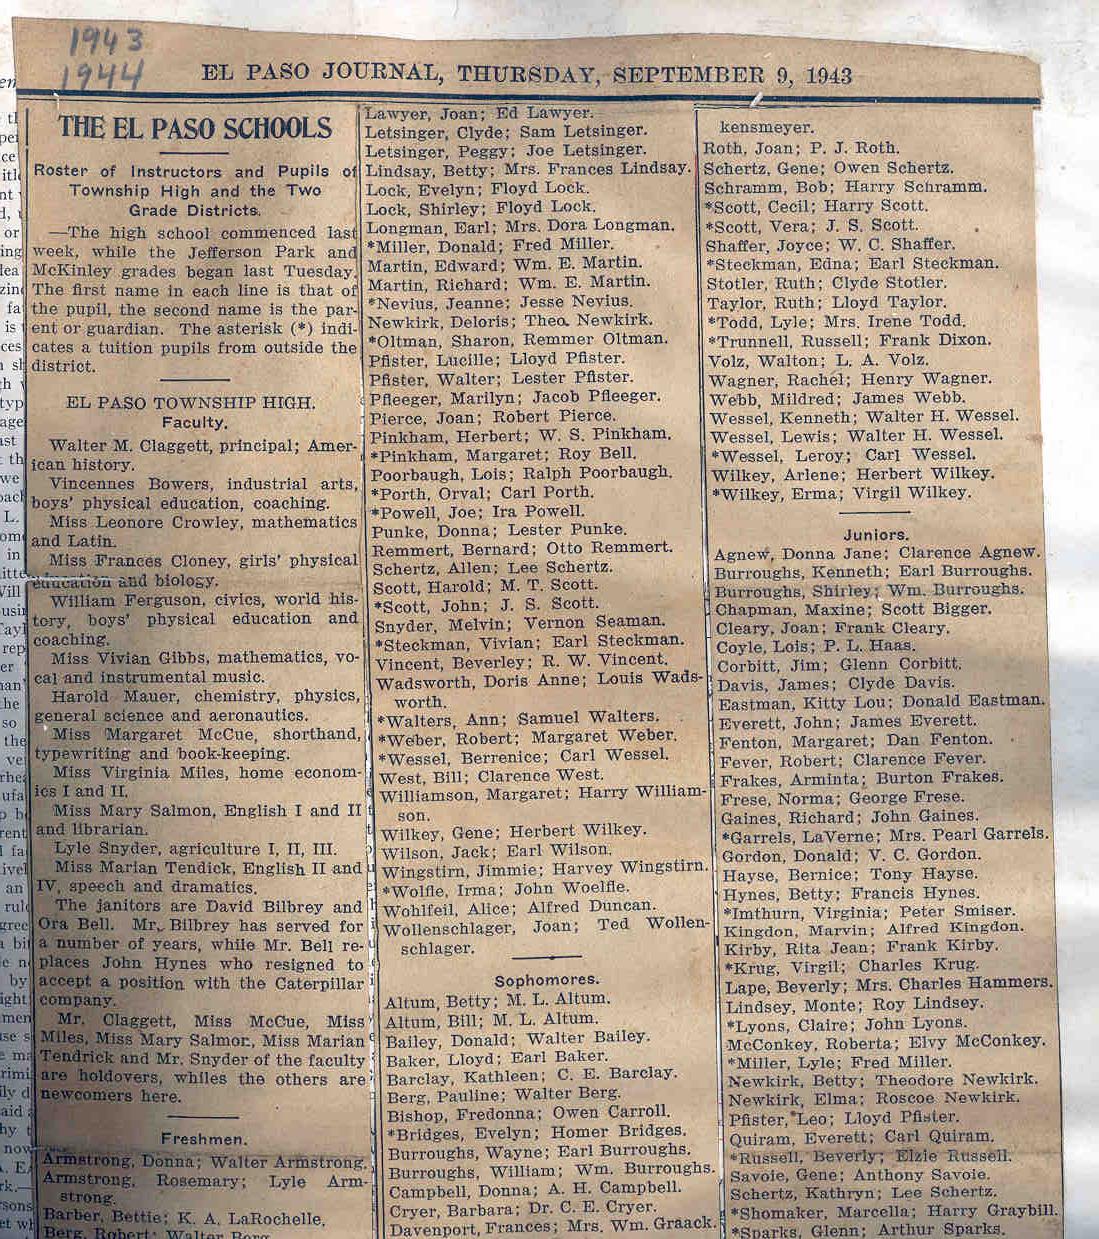 1943
1944
EL PASO JOURNAL, THURSDAY, SEPTEMBER 9, 1943
THE EL PASO SCHOOLS
Roster of Instructors and Pupils of
Township High and the Two
Grade Districts.
—The high school commenced last
week, while the Jefferson Park and
McKinley grades began last Tuesday.
The first name in each line is that of
the pupil, the second name is the par-
ent or guardian. The asterisk (*) indi-
cates a tuition pupils from outside the
district.
EL PASO TOWNSHIP HIGH.
Faculty.
Walter M. Claggett, principal; Amer-
ican history.
Vincennes Bowers, industrial arts,
boys' physical education, coaching.
Miss Leonore Crowley, mathematics
and Latin.
Miss Frances Cloney, girls' physical
education and biology.
William Ferguson, civics, world his-
tory, boys' physical education and
coaching.
Miss Vivian Gibbs, mathematics, vo-
cal and instrumental music.
Harold Mauer, chemistry, physics,
general science and aeronautics.
Miss Margaret McCue, shorthand,
typewriting and book-keeping.
Miss Virginia Miles, home econom-
ics I and II.
Miss Mary Salmon, English I and II
and librarian.
Lyle Snyder, agriculture I, II, III.
Miss Marian Tendick, English II and
IV, speech and dramatics.
The janitors are David Bilbrey and
Ora Bell. Mr. Bilbrey has served for
a number of years, while Mr. Bell re-
places John Hynes who resigned to
accept a position with the Caterpillar
company.
Mr. Claggett, Miss McCue, Miss
Miles, Miss Mary Salmon, Miss Marian
Tendrick and Mr. Snyder of the faculty
are holdovers, whiles the others are
newcomers here.
Freshmen.
Armstrong, Donna; Walter Armstrong.
Armstrong, Rosemary; Lyle Arm-
strong.
Barber, Bettie; K. A. LaRochelle,
Berg, Robert; Walter Berg
Lawyer, Joan; Ed Lawyer.
Letsinger, Clyde; Sam Letsinger.
Letsinger, Peggy; Joe Letsinger.
Lindsay, Betty; Mrs. Frances Lindsay.
Lock, Evelyn; Floyd Lock.
Lock, Shirley; Floyd Lock.
Longman, Earl; Mrs. Dora Longman.
*Miller, Donald; Fred Miller.
Martin, Edward; Wm. E. Martin.
Martin, Richard; Wm. E. Martin.
*Nevius, Jeanne; Jesse Nevius.
Newkirk, Deloris; Theo. Newkirk.
*Oltman, Sharon, Remmer Oltman.
Pfister, Lucille; Lloyd Pfister.
Pfister, Walter; Lester Pfister.
Pfleeger, Marilyn; Jacob Pfleeger.
Pierce, Joan; Robert Pierce.
Pinkham, Herbert; W. S. Pinkham.
*Pinkham, Margaret; Roy Bell.
Poorbaugh, Lois; Ralph Poorbaugh.
*Porth, Orval; Carl Porth.
*Powell, Joe; Ira Powell.
Punke, Donna; Lester Punke.
Remmert, Bernard; Otto Remmert.
Schertz, Allen; Lee Schertz.
Scott, Harold; M. T. Scott.
*Scott, John; J. S. Scott.
Snyder, Melvin; Vernon Seaman.
*Steckman, Vivian; Earl Steckman.
Vincent, Beverley; R. W. Vincent.
Wadsworth, Doris Anne; Louis Wads-
worth.
*Walters, Ann; Samuel Walters.
*Weber, Robert; Margaret Weber.
*Wessel, Berrenice; Carl Wessel.
West, Bill; Clarence West.
Williamson, Margaret; Harry William-
son.
Wilkey, Gene; Herbert Wilkey.
Wilson, Jack; Earl Wilson.
Wingstirn, Jimmie; Harvey Wingstirn.
*Wolfle, Irma; John Woelfle.
Wohlfeil, Alice; Alfred Duncan.
Wollenschlager, Joan; Ted Wollen-
schlager.
Sophomores.
Altum, Betty; M. L. Altum.
Altum, Bill; M. L. Altum.
Bailey, Donald; Walter Bailey.
Baker, Lloyd; Earl Baker.
Barclay, Kathleen; C. E. Barclay.
Berg, Pauline; Walter Berg.
Bishop, Fredonna; Owen Carroll.
*Bridges, Evelyn; Homer Bridges.
Burroughs, Wayne; Earl Burroughs.
Burroughs, William; Wm. Burroughs.
Campbell, Donna; A. H. Campbell.
Cryer, Barbara; Dr. C. E. Cryer.
Davenport, Frances; Mrs. Wm. Graack.
kensmeyer.
Roth, Joan; P. J. Roth.
Schertz, Gene; Owen Schertz.
Schramm, Bob; Harry Schramm.
*Scott, Cecil; Harry Scott.
*Scott, Vera; J. S. Scott.
Shaffer, Joyce; W. C. Shaffer.
*Steckman, Edna; Earl Steckman.
Stotler, Ruth; Clyde Stotler.
Taylor, Ruth; Lloyd Taylor.
*Todd, Lyle; Mrs. Irene Todd.
*Trunnell, Russell; Frank Dixon.
Volz, Walton; L. A. Volz.
Wagner, Rachel; Henry Wagner.
Webb, Mildred; James Webb.
Wessel, Kenneth; Walter H. Wessel.
Wessel, Lewis; Walter H. Wessel.
*Wessel, Leroy; Carl Wessel.
Wilkey, Arlene; Herbert Wilkey.
*Wilkey, Erma; Virgil Wilkey.
Juniors.
Agnew, Donna Jane; Clarence Agnew.
Burroughs, Kenneth; Earl Burroughs.
Burroughs, Shirley; Wm. Burroughs.
Chapman, Maxine; Scott Bigger.
Cleary, Joan; Frank Cleary.
Coyle, Lois; P. L. Haas.
Corbitt, Jim; Glenn Corbitt.
Davis, James; Clyde Davis.
Eastman, Kitty Lou; Donald Eastman.
Everett, John; James Everett.
Fenton, Margaret; Dan Fenton.
Fever, Robert; Clarence Fever.
Frakes, Arminta; Burton Frakes.
Frese, Norma; George Frese.
Gaines, Richard; John Gaines.
*Garrels, LaVerne; Mrs. Pearl Garrels.
Gordon, Donald; V. C. Gordon.
Hayse, Bernice; Tony Hayse.
Hynes, Betty; Francis Hynes.
*Imthurn, Virginia; Peter Smiser.
Kingdon, Marvin; Alfred Kingdon.
Kirby, Rita Jean; Frank Kirby.
*Krug, Virgil; Charles Krug.
Lape, Beverly; Mrs. Charles Hammers.
Lindsey, Monte; Roy Lindsey.
*Lyons, Claire; John Lyons.
McConkey, Roberta; Elvy McConkey.
*Miller, Lyle; Fred Miller.
Newkirk, Betty; Theodore Newkirk.
Newkirk, Elma; Roscoe Newkirk.
Pfister, Leo; Lloyd Pfister.
Quiram, Everett; Carl Quiram.
*Russell, Beverly; Elzie Russell.
Savoie, Gene; Anthony Savoie.
Schertz, Kathryn; Lee Schertz.
*Shomaker, Marcella; Harry Graybill.
*Sparks, Glenn; Arthur Sparks.